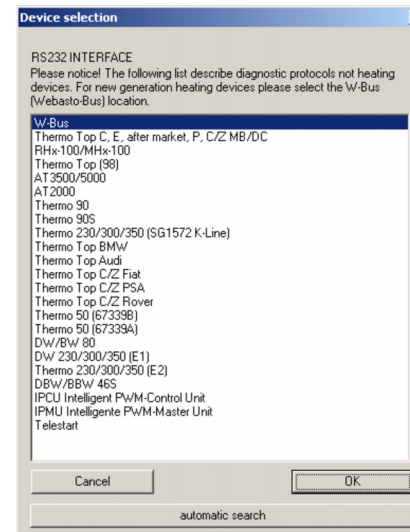 Device selection
RS232 INTERFACE
Please notice! The following list describe diagnostic protocols not heating
devices. For new generation heating devices please select the W-Bus
(Webasto-Bus) location.
W-Bus
Thermo Top C, E, after market, P, C/Z MB/DC
RHx-100/MHx-100
Thermo Top (98)
AT3500/5000
AT2000
Thermo 90
Thermo 90S
Thermo 230/300/350 (SG1572 K-Line)
Thermo Top BMW
Thermo Top Audi
Thermo Top C/Z Fiat
Thermo Top C/Z PSA
Thermo Top C/Z Rover
Thermo 50 (67339B)
Thermo 50 (67339A)
DW/BW 80
DW 230/300/350 (E1)
Thermo 230/300/350 (E2)
DBW/BBW 46S
IPCU Intelligent PWM-Control Unit
IPMU Intelligente PWM-Master Unit
Telestart
Cancel OK
automatic search